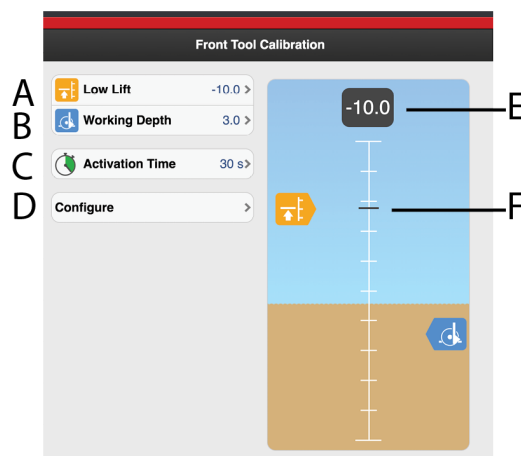 Front Tool Calibration
A Low Lift -10.0 >
B Working Depth 3.0 >
C Activation Time 30 s>
D Configure >
-10.0 E
F